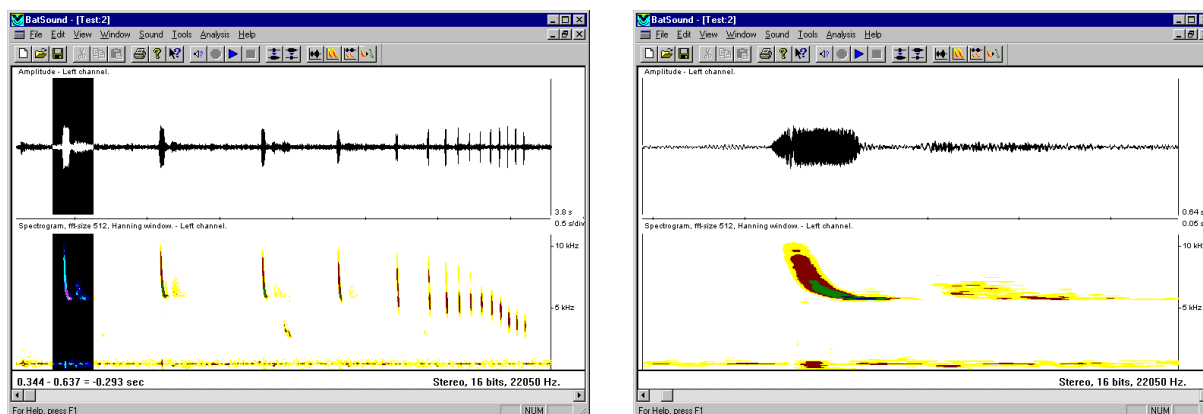 BatSound - [Test:2]
File Edit View Window Sound Tools Analysis Help
Amplitude - Left channel.
3.8 s
0.5 s/div
Spectrogram, fft-size 512, Hanning window. - Left channel.
10 kHz
5 kHz
0.344 - 0.637 = -0.293 sec
Stereo, 16 bits, 22050 Hz.
For Help, press F1
NUM
BatSound - [Test:2]
File Edit View Window Sound Tools Analysis Help
Amplitude - Left channel.
0.64 s
Spectrogram, fft-size 512, Hanning window. - Left channel.
10 kHz
5 kHz
Stereo, 16 bits, 22050 Hz.
For Help, press F1
NUM